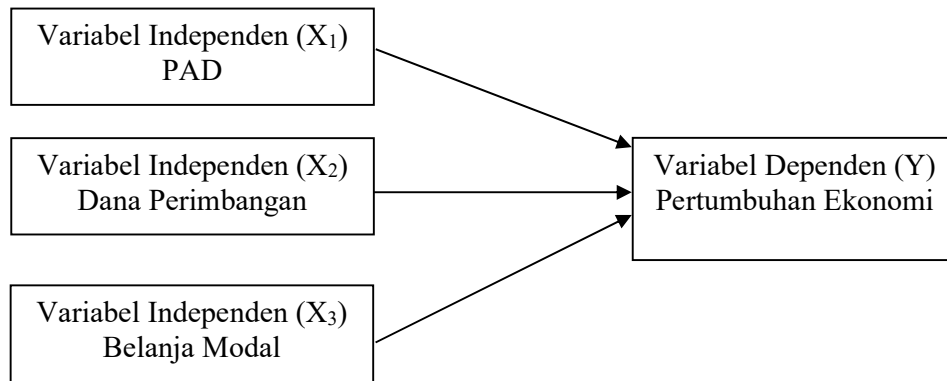 Variabel Independen (X₁)
PAD
Variabel Independen (X₂)
Dana Perimbangan
Variabel Dependen (Y)
Pertumbuhan Ekonomi
Variabel Independen (X₃)
Belanja Modal